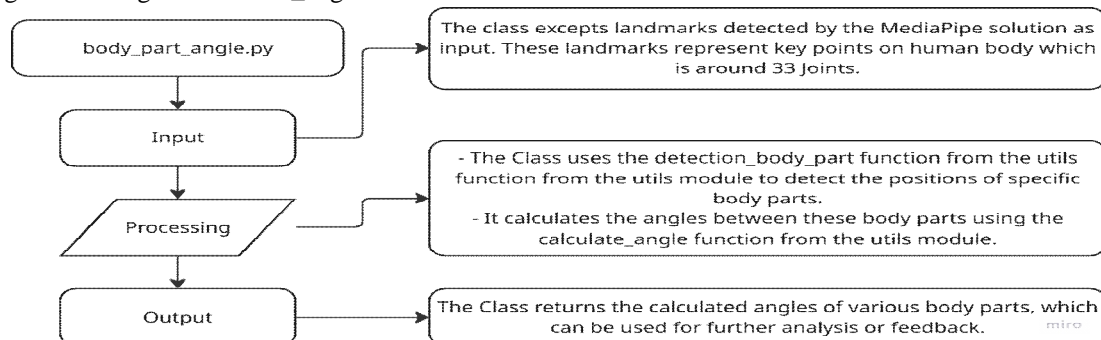 body_part_angle.py
The class excepts landmarks detected by the MediaPipe solution as
input. These landmarks represent key points on human body which
is around 33 Joints.
Input
- The Class uses the detection_body_part function from the utils
function from the utils module to detect the positions of specific
body parts.
- It calculates the angles between these body parts using the
calculate_angle function from the utils module.
Processing
Output
The Class returns the calculated angles of various body parts, which
can be used for further analysis or feedback.
miro